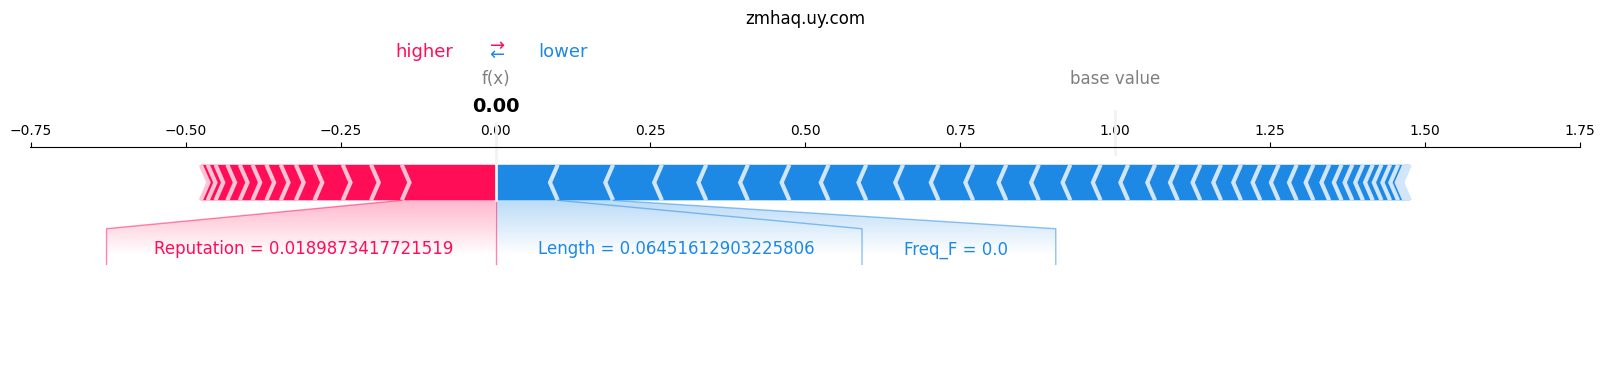 zmhaq.uy.com
higher ⇄ lower
f(x) base value
0.00
−0.75 −0.50 −0.25 0.00 0.25 0.50 0.75 1.00 1.25 1.50 1.75
Reputation = 0.0189873417721519 Length = 0.06451612903225806 Freq_F = 0.0